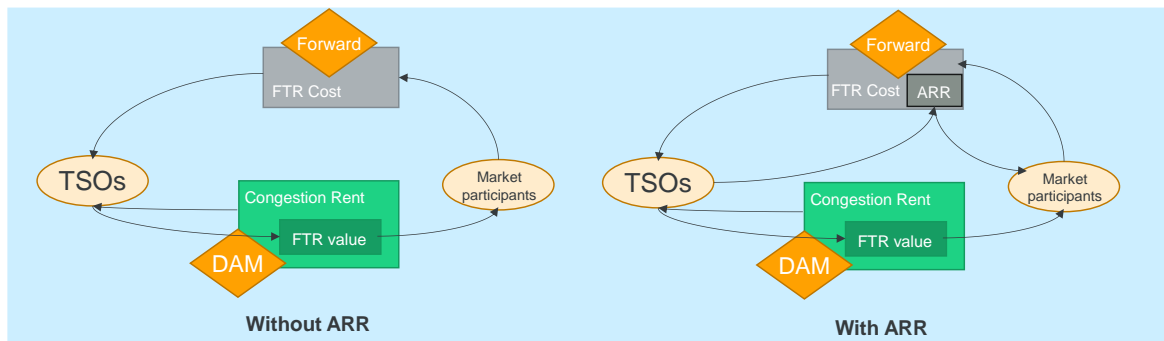 Forward
FTR Cost
TSOs
Market
participants
Congestion Rent
FTR value
DAM
Without ARR
Forward
FTR Cost
ARR
TSOs
Market
participants
Congestion Rent
FTR value
DAM
With ARR